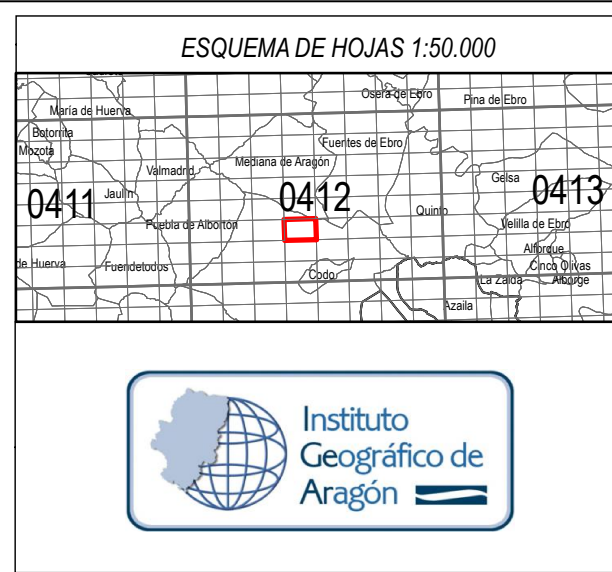 ESQUEMA DE HOJAS 1:50.000
Osera de Ebro
Pina de Ebro
María de Huerva
Botorrita
Mozota
Fuentes de Ebro
Mediana de Aragón
Valmadrid
Gelsa
0411
Jaulín
0412
0413
Quinto
Puebla de Albortón
Velilla de Ebro
Alforque
de Huerva
Fuendetodos
Codo
Cinco Olivas
La Zaida
Alborge
Azaila
Instituto
Geográfico de
Aragón